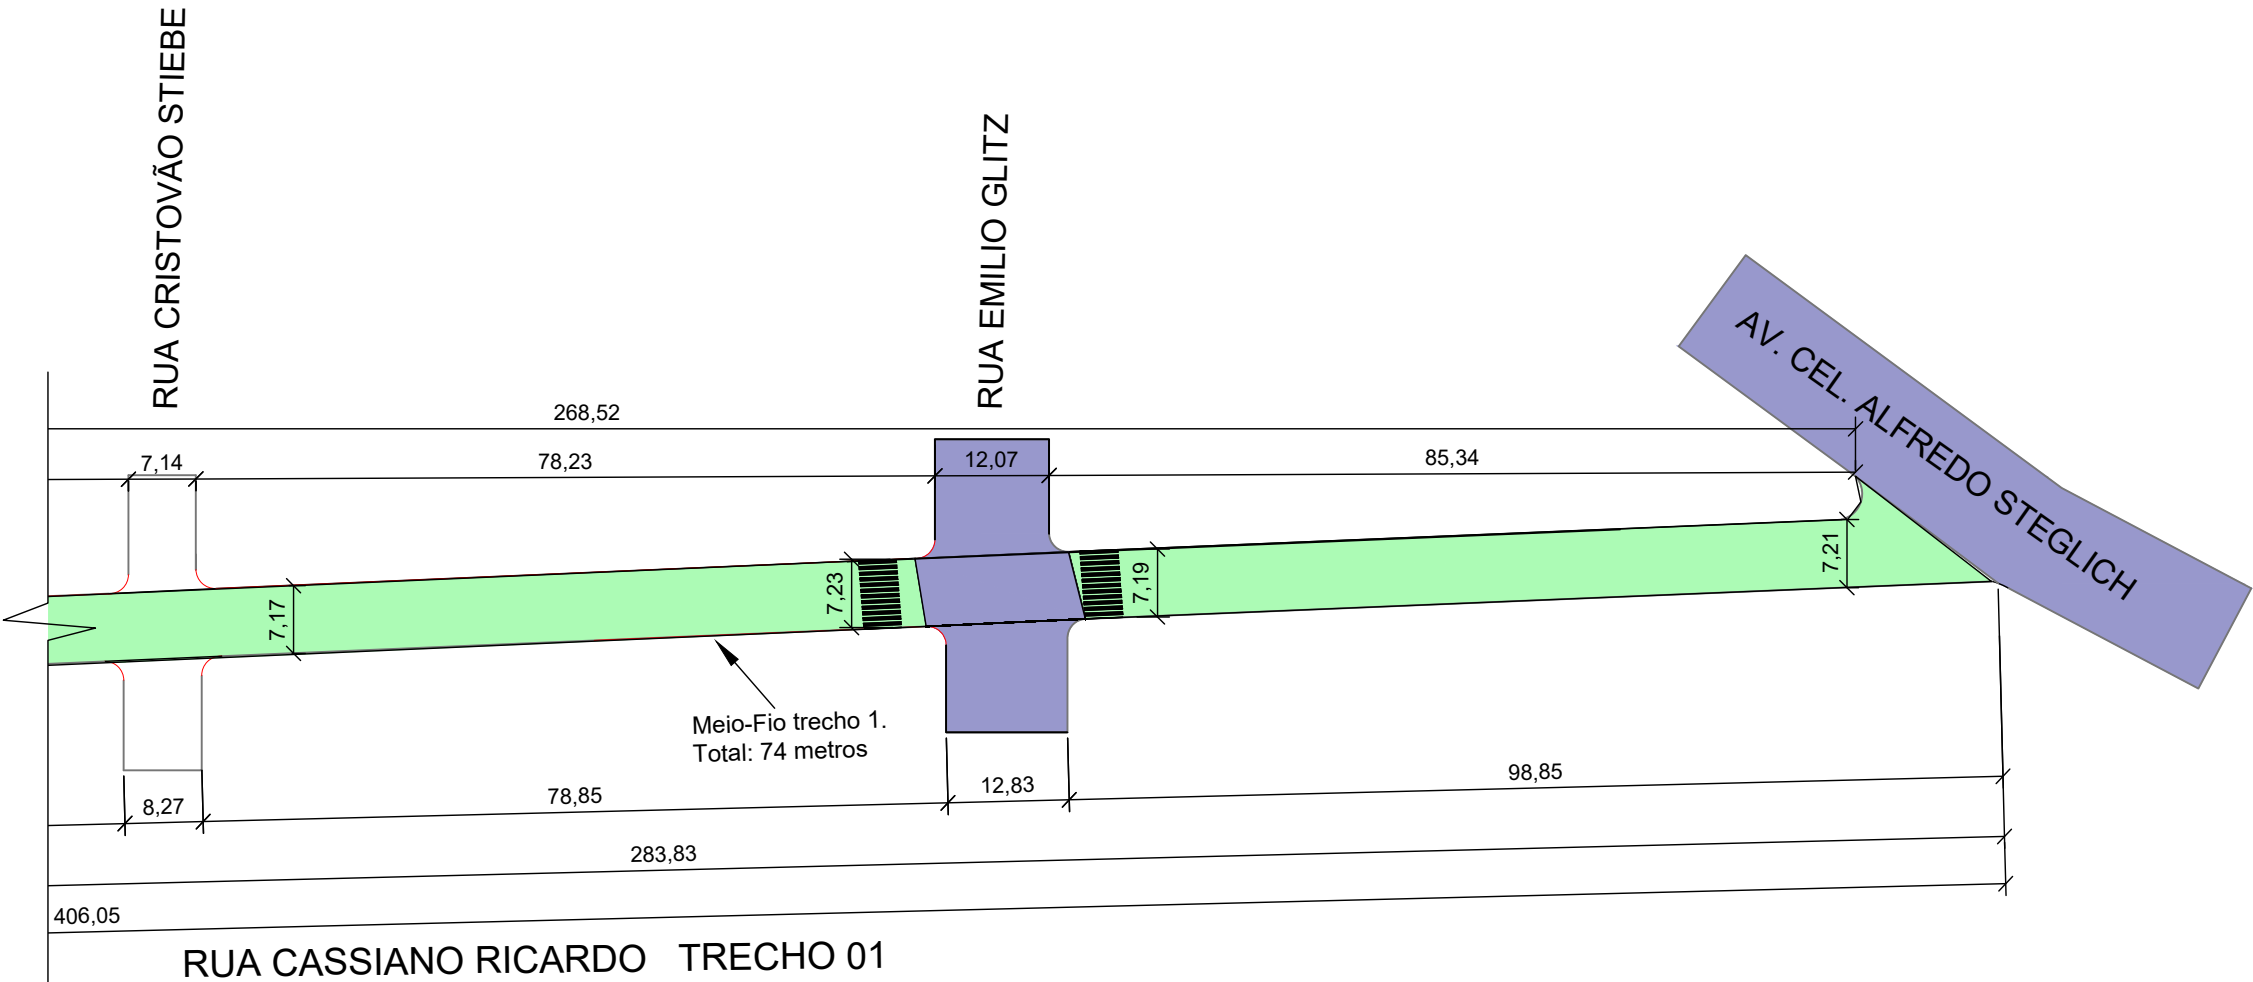 RUA CRISTOVÃO STIEBE
RUA EMILIO GLITZ
AV. CEL. ALFREDO STEGLICH
268,52
7,14
78,23
12,07
85,34
7,17
7,23
7,19
7,21
Meio-Fio trecho 1.
Total: 74 metros
8,27
78,85
12,83
98,85
283,83
406,05
RUA CASSIANO RICARDO TRECHO 01